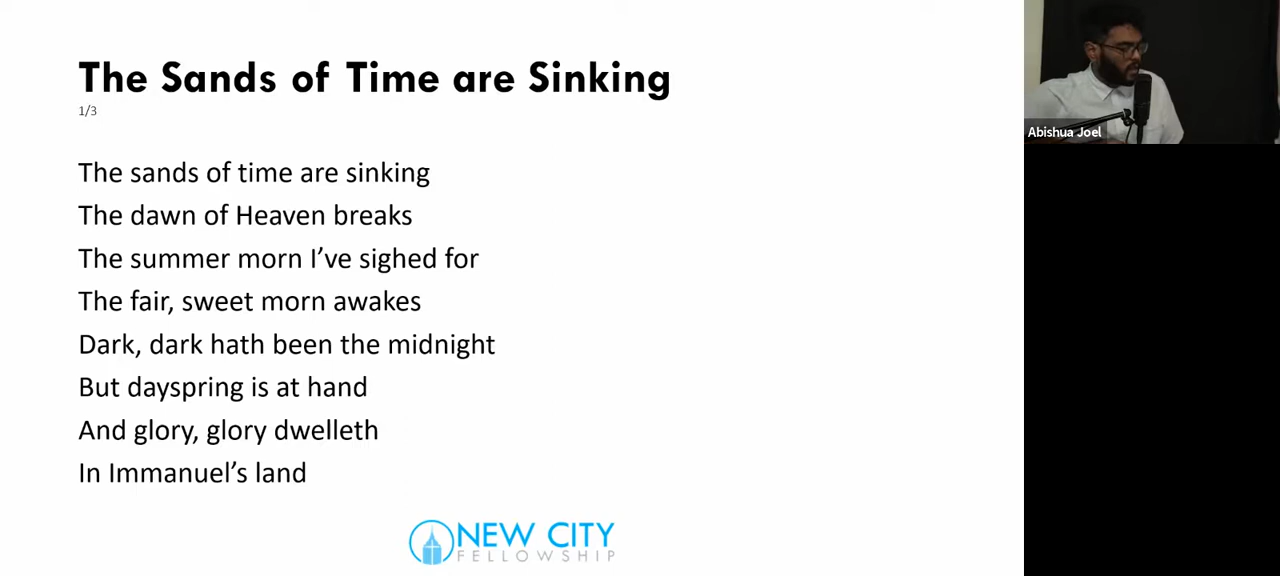 The Sands of Time are Sinking
1/3
The sands of time are sinking
The dawn of Heaven breaks
The summer morn I’ve sighed for
The fair, sweet morn awakes
Dark, dark hath been the midnight
But dayspring is at hand
And glory, glory dwelleth
In Immanuel’s land
NEW CITY
FELLOWSHIP
Abishua Joel